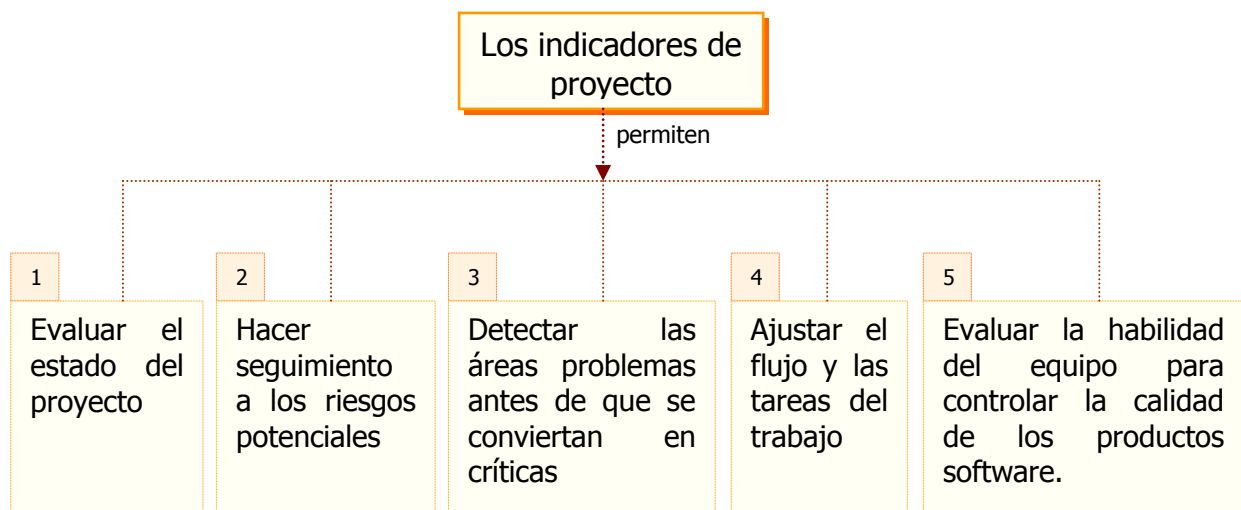 Los indicadores de
proyecto
permiten
1
Evaluar el
estado del
proyecto
2
Hacer
seguimiento
a los riesgos
potenciales
3
Detectar las
áreas problemas
antes de que se
conviertan en
críticas
4
Ajustar el
flujo y las
tareas del
trabajo
5
Evaluar la habilidad
del equipo para
controlar la calidad
de los productos
software.